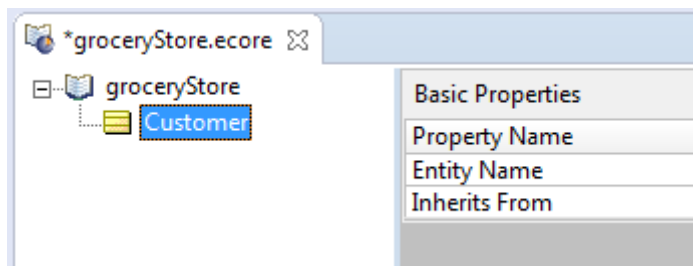 *groceryStore.ecore
groceryStore
Customer
Basic Properties
Property Name
Entity Name
Inherits From